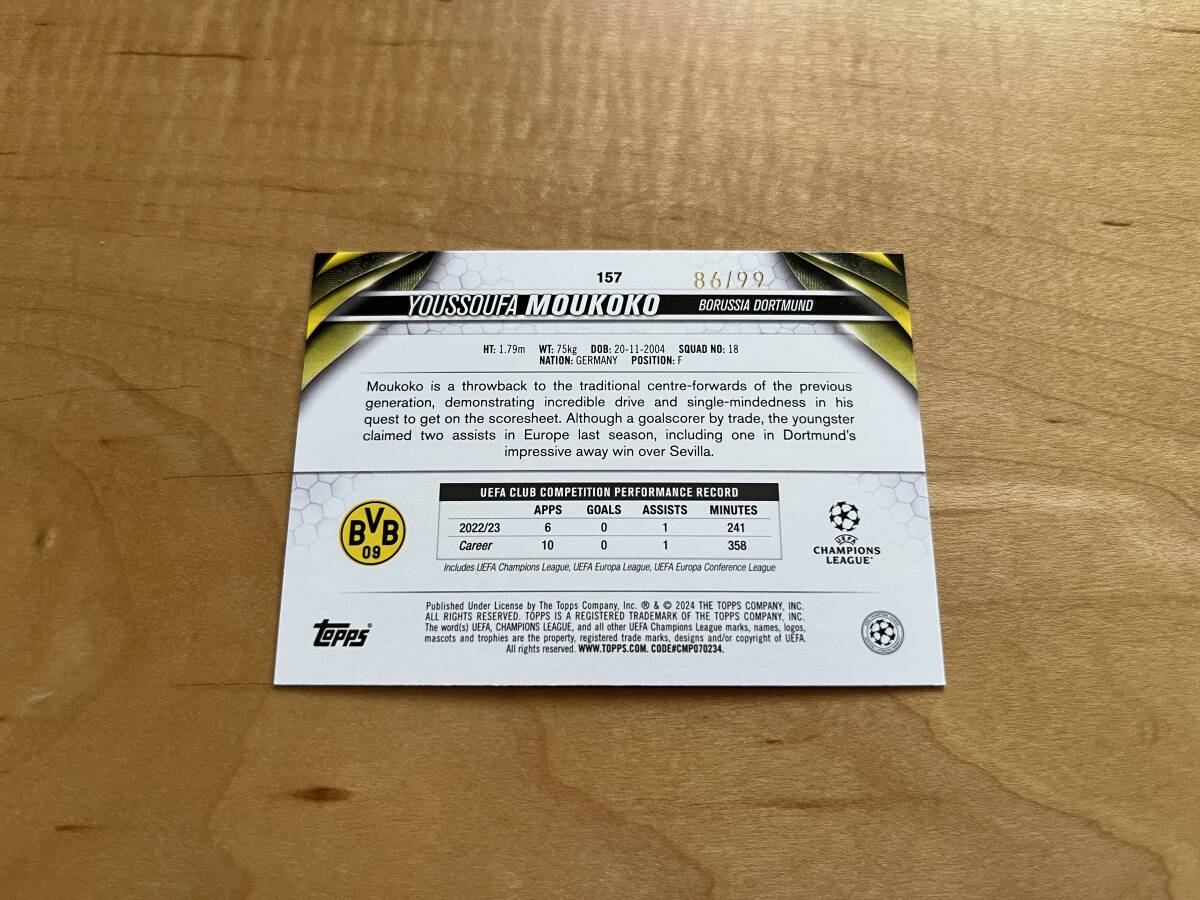 157 86/99
YOUSSOUFA MOUKOKO BORUSSIA DORTMUND
HT: 1.79m WT: 75kg DOB: 20-11-2004 SQUAD NO: 18
NATION: GERMANY POSITION: F
Moukoko is a throwback to the traditional centre-forwards of the previous
generation, demonstrating incredible drive and single-mindedness in his
quest to get on the scoresheet. Although a goalscorer by trade, the youngster
claimed two assists in Europe last season, including one in Dortmund's
impressive away win over Sevilla.
UEFA CLUB COMPETITION PERFORMANCE RECORD
APPS GOALS ASSISTS MINUTES
2022/23 6 0 1 241
Career 10 0 1 358
Includes UEFA Champions League, UEFA Europa League, UEFA Europa Conference League
BVB
09
UEFA
CHAMPIONS
LEAGUE®
Published Under License by The Topps Company, Inc. ® & © 2024 THE TOPPS COMPANY, INC.
ALL RIGHTS RESERVED. TOPPS IS A REGISTERED TRADEMARK OF THE TOPPS COMPANY, INC.
The word(s) UEFA, CHAMPIONS LEAGUE, and all other UEFA Champions League marks, names, logos,
mascots and trophies are the property, registered trade marks, designs and/or copyright of UEFA.
All rights reserved. WWW.TOPPS.COM. CODE#CMP070234.
TOPPS®